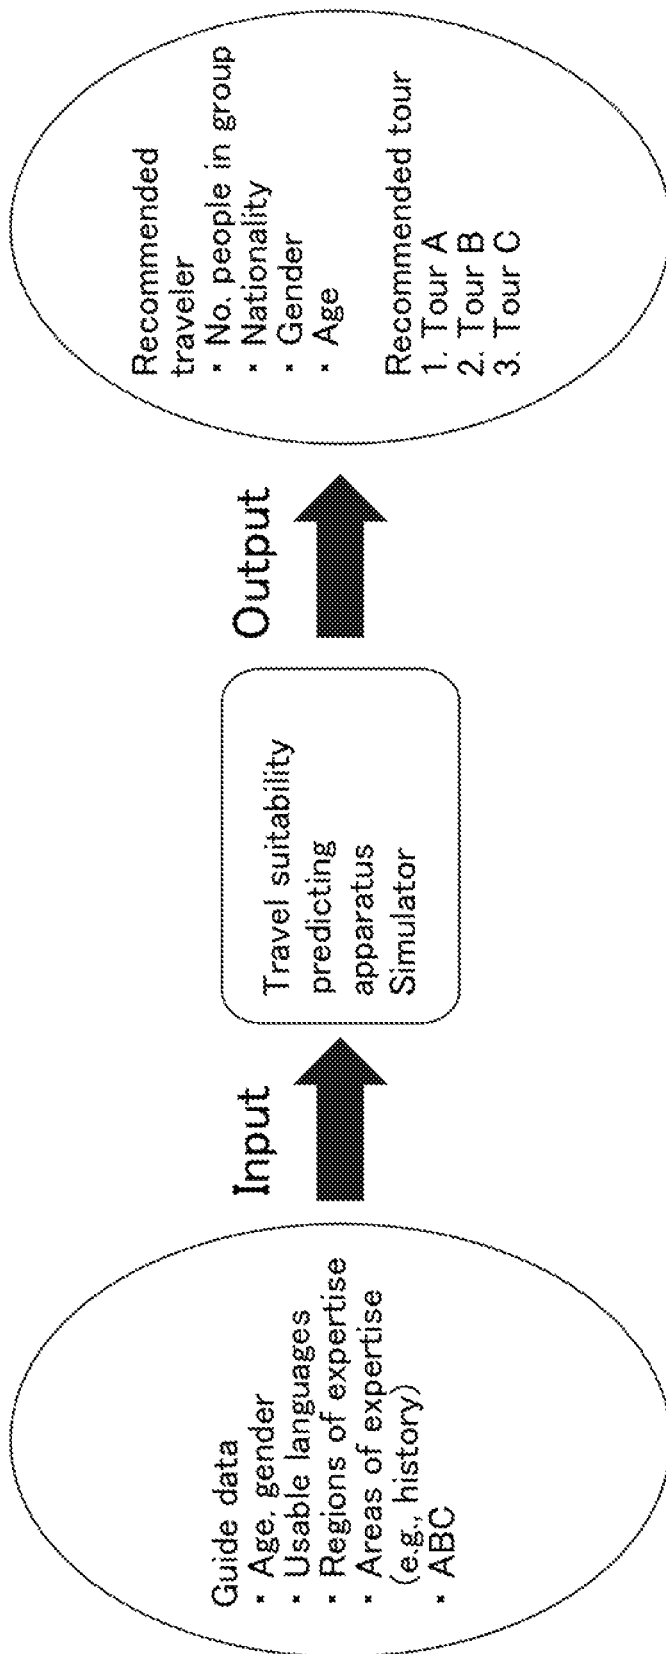 Guide data
・Age, gender
・Usable languages
・Regions of expertise
・Areas of expertise
(e.g., history)
・ABC
Input
Travel suitability
predicting
apparatus
Simulator
Output
Recommended
traveler
・No. people in group
・Nationality
・Gender
・Age
Recommended tour
1. Tour A
2. Tour B
3. Tour C